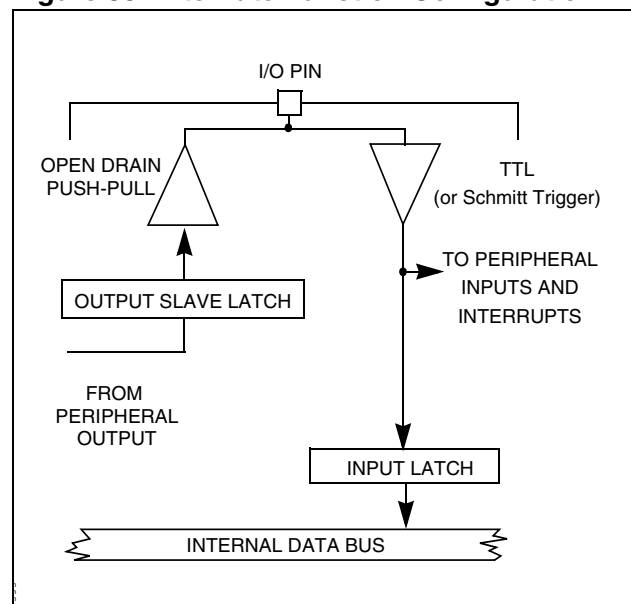 I/O PIN
OPEN DRAIN
PUSH-PULL
TTL
(or Schmitt Trigger)
TO PERIPHERAL
INPUTS AND
INTERRUPTS
OUTPUT SLAVE LATCH
FROM
PERIPHERAL
OUTPUT
INPUT LATCH
INTERNAL DATA BUS